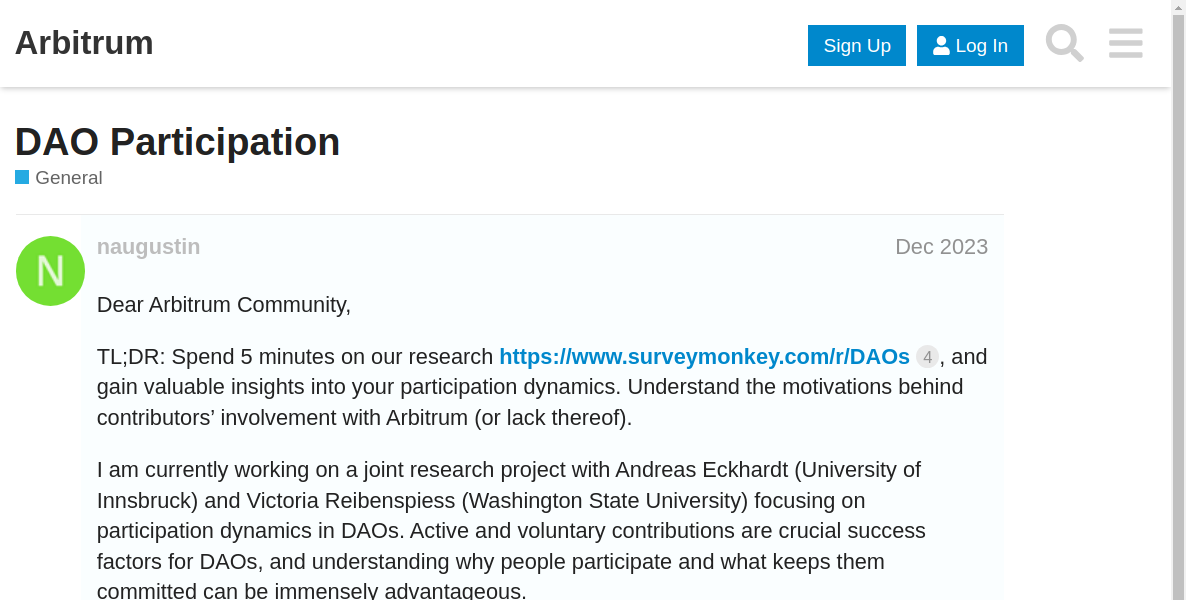 Arbitrum
Sign Up
Log In
DAO Participation
General
N
naugustin
Dec 2023
Dear Arbitrum Community,
TL;DR: Spend 5 minutes on our research https://www.surveymonkey.com/r/DAOs 4 , and
gain valuable insights into your participation dynamics. Understand the motivations behind
contributors’ involvement with Arbitrum (or lack thereof).
I am currently working on a joint research project with Andreas Eckhardt (University of
Innsbruck) and Victoria Reibenspiess (Washington State University) focusing on
participation dynamics in DAOs. Active and voluntary contributions are crucial success
factors for DAOs, and understanding why people participate and what keeps them
committed can be immensely advantageous.